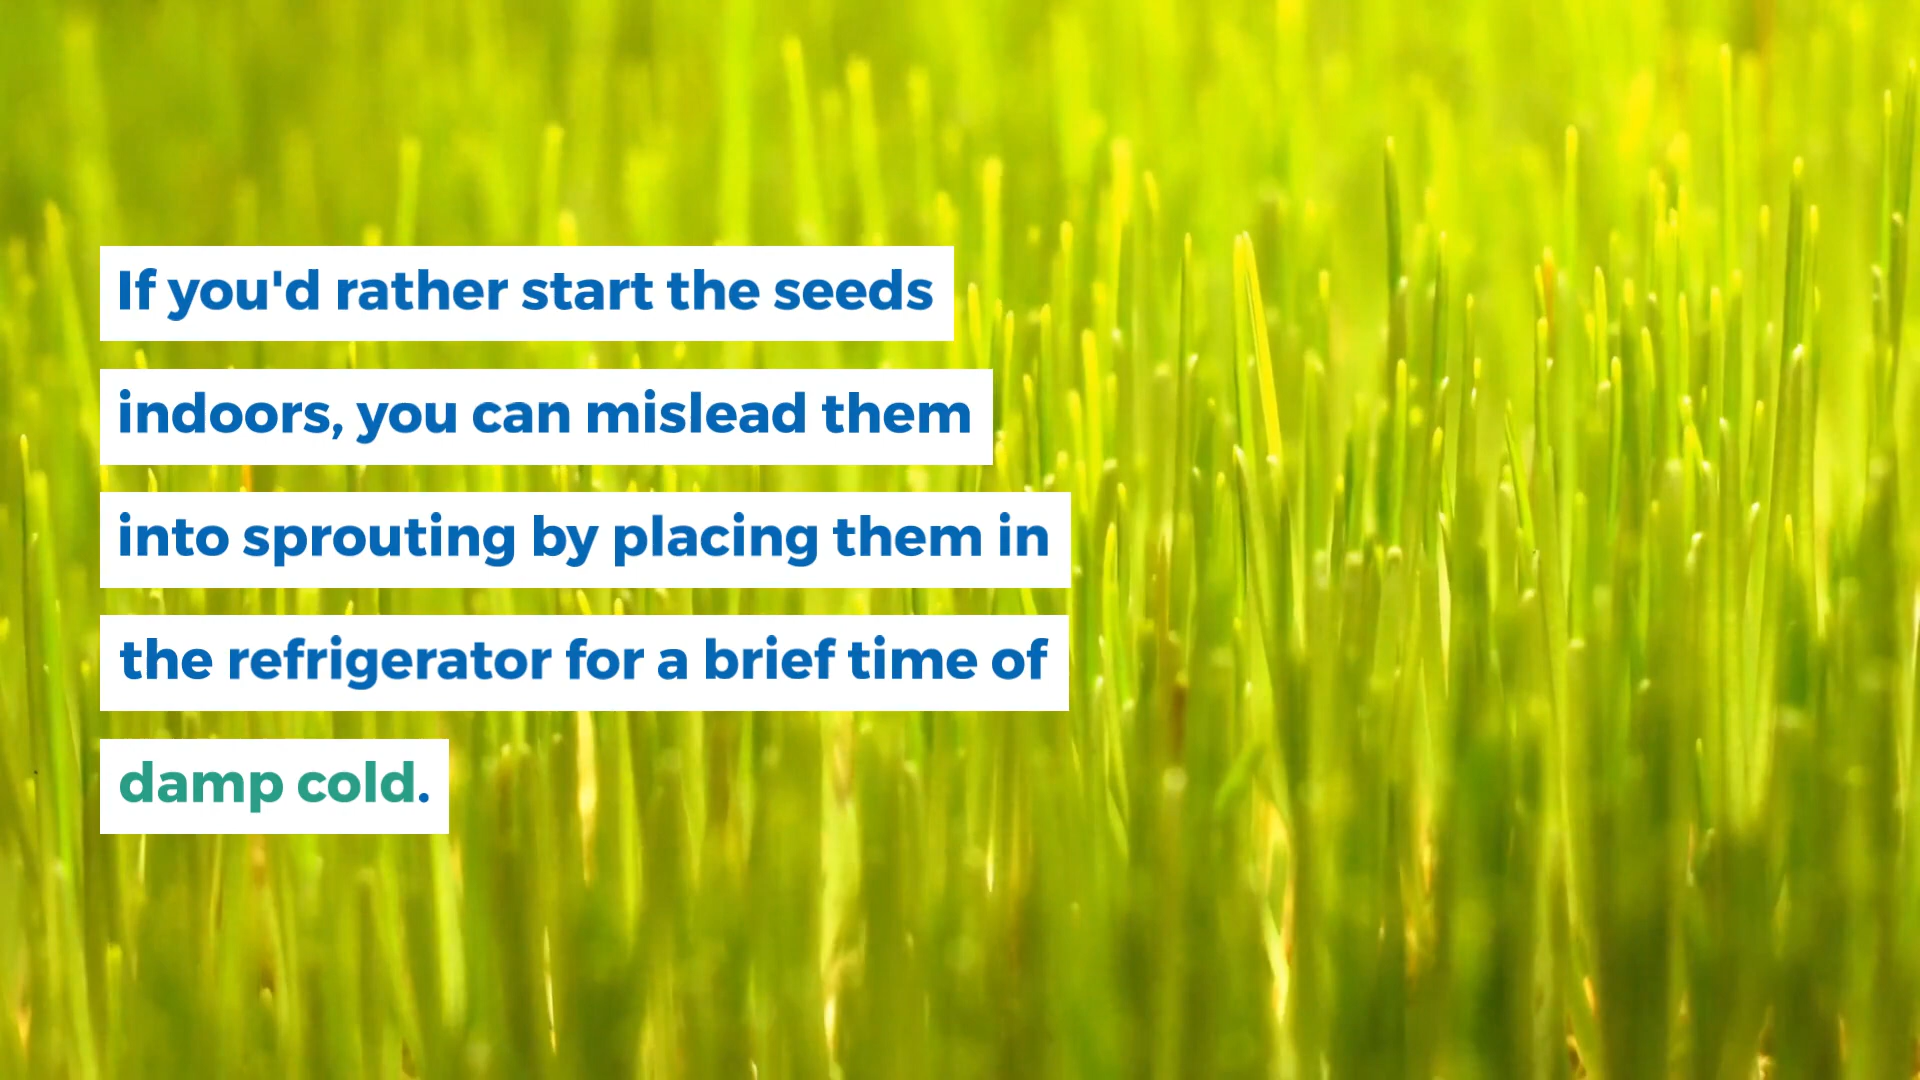 If you'd rather start the seeds
indoors, you can mislead them
into sprouting by placing them in
the refrigerator for a brief time of
damp cold.